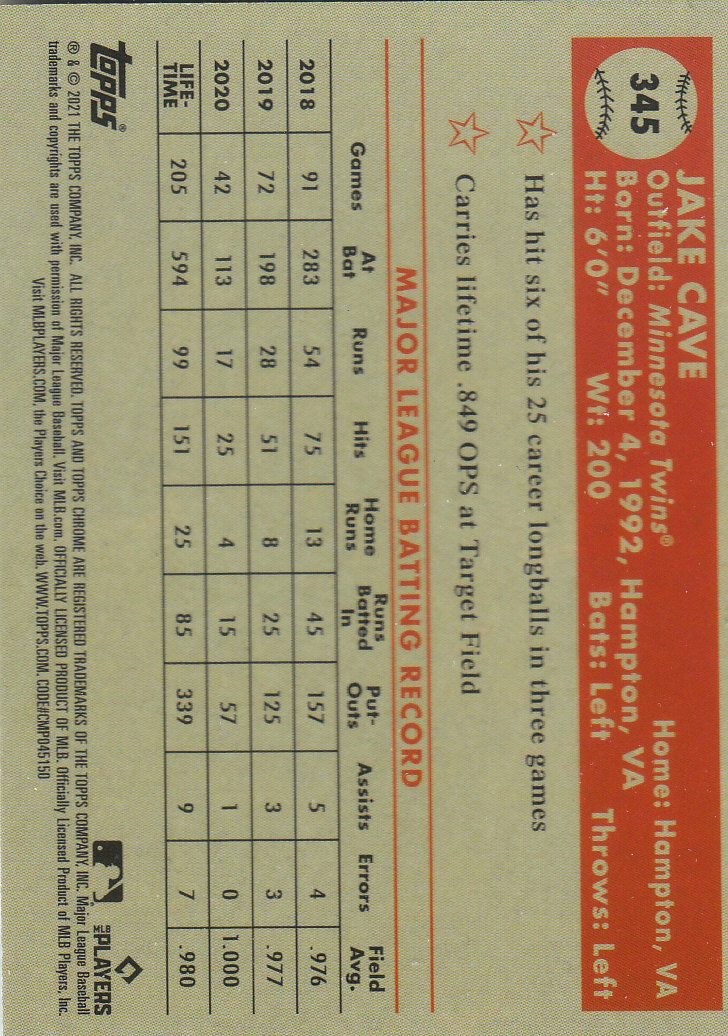 345
JAKE CAVE
Outfield: Minnesota Twins® Home: Hampton, VA
Born: December 4, 1992, Hampton, VA
Ht: 6'0" Wt: 200 Bats: Left Throws: Left
Has hit six of his 25 career longballs in three games
Carries lifetime .849 OPS at Target Field
MAJOR LEAGUE BATTING RECORD
Games At Bat Runs Hits Home Runs Runs Batted In Put-Outs Assists Errors Field Avg.
2018 91 283 54 75 13 45 157 5 4 .976
2019 72 198 28 51 8 25 125 3 3 .977
2020 42 113 17 25 4 15 57 1 0 1.000
LIFE-TIME 205 594 99 151 25 85 339 9 7 .980
topps®
MLB PLAYERS
® & © 2021 THE TOPPS COMPANY, INC. ALL RIGHTS RESERVED. TOPPS AND TOPPS CHROME ARE REGISTERED TRADEMARKS OF THE TOPPS COMPANY, INC. Major League Baseball
trademarks and copyrights are used with permission of Major League Baseball. Visit MLB.com. OFFICIALLY LICENSED PRODUCT OF MLB. Officially Licensed Product of MLB Players, Inc.
Visit MLBPLAYERS.COM, the Players Choice on the web. WWW.TOPPS.COM. CODE#CMP045150